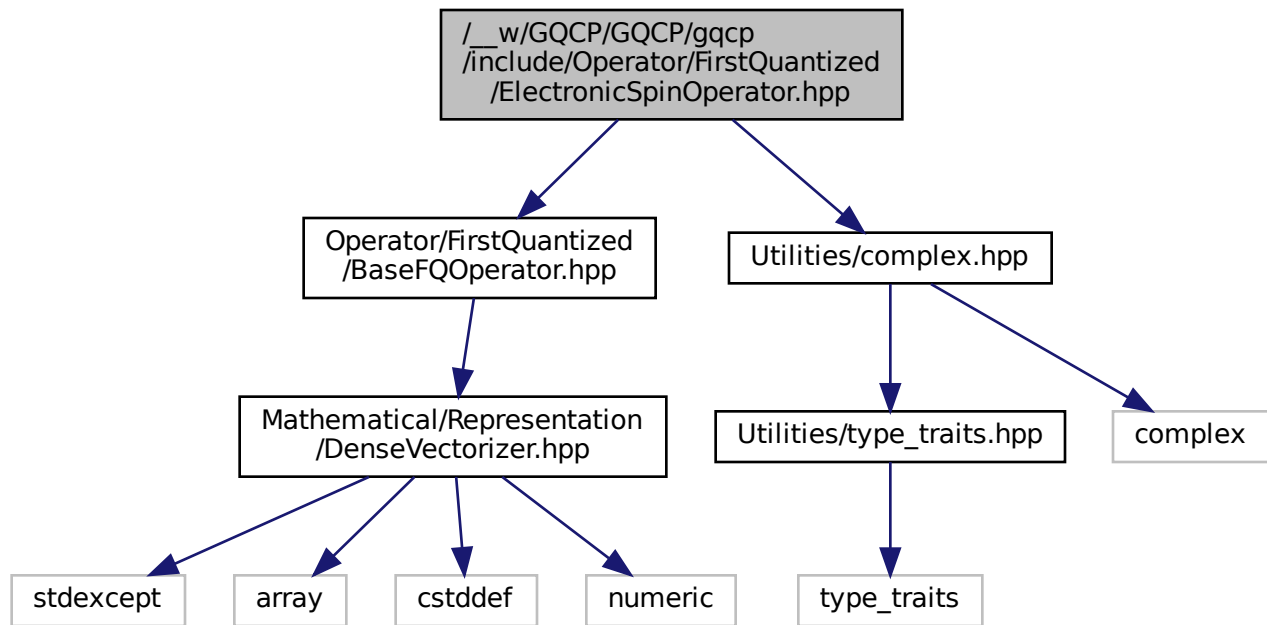 /__w/GQCP/GQCP/gqcp
/include/Operator/FirstQuantized
/ElectronicSpinOperator.hpp
Operator/FirstQuantized
/BaseFQOperator.hpp
Utilities/complex.hpp
Mathematical/Representation
/DenseVectorizer.hpp
Utilities/type_traits.hpp
complex
stdexcept
array
cstddef
numeric
type_traits